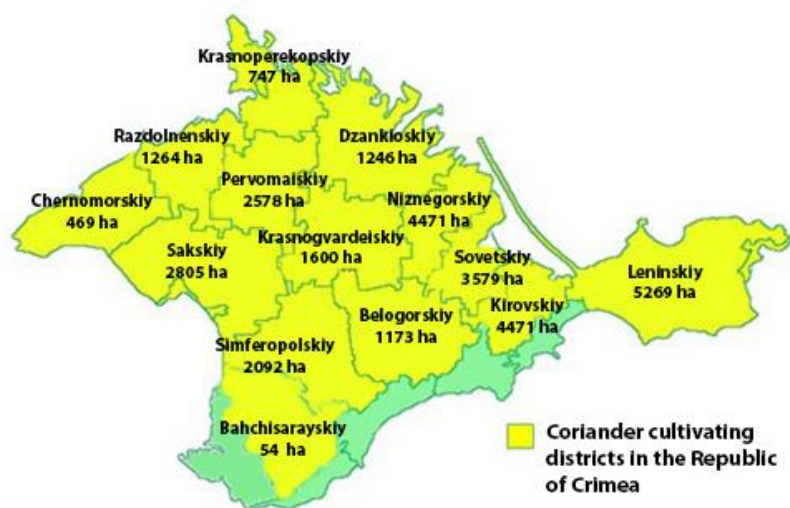 Krasnoperekopskiy
747 ha
Razdolnenskiy
1264 ha
Dzankioskiy
1246 ha
Pervomaiskiy
2578 ha
Chernomorskiy
469 ha
Niznegorskiy
4471 ha
Krasnogvardeiskiy
1600 ha
Sakskiy
2805 ha
Sovetskiy
3579 ha
Leninskiy
5269 ha
Kirovskiy
4471 ha
Belogorskiy
1173 ha
Simferopolskiy
2092 ha
Bahchisarayskiy
54 ha
Coriander cultivating
districts in the Republic
of Crimea